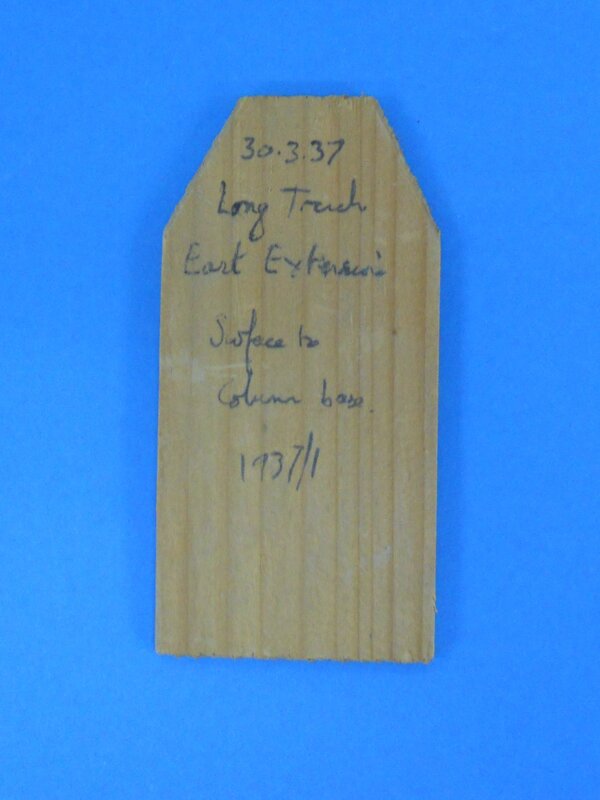 30.3.37
Long Trench
East Extension
Surface to
Column base.
1937/1